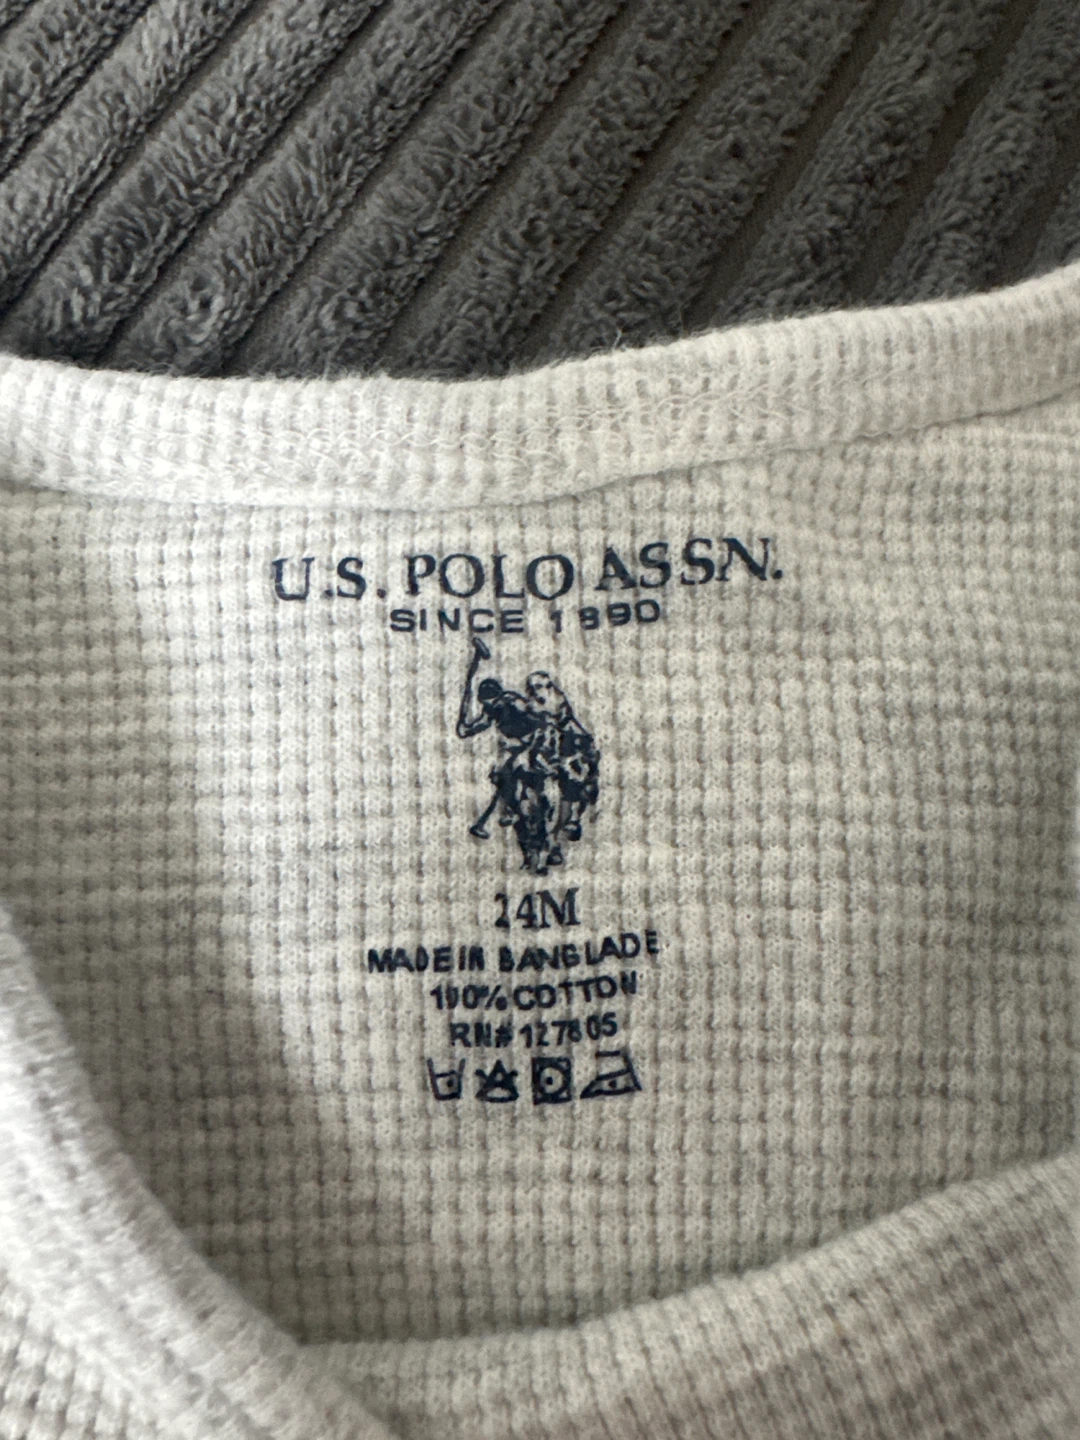 U.S. POLO ASSN.
SINCE 1890
24M
MADE IN BANGLADE
100% COTTON
RN# 127805